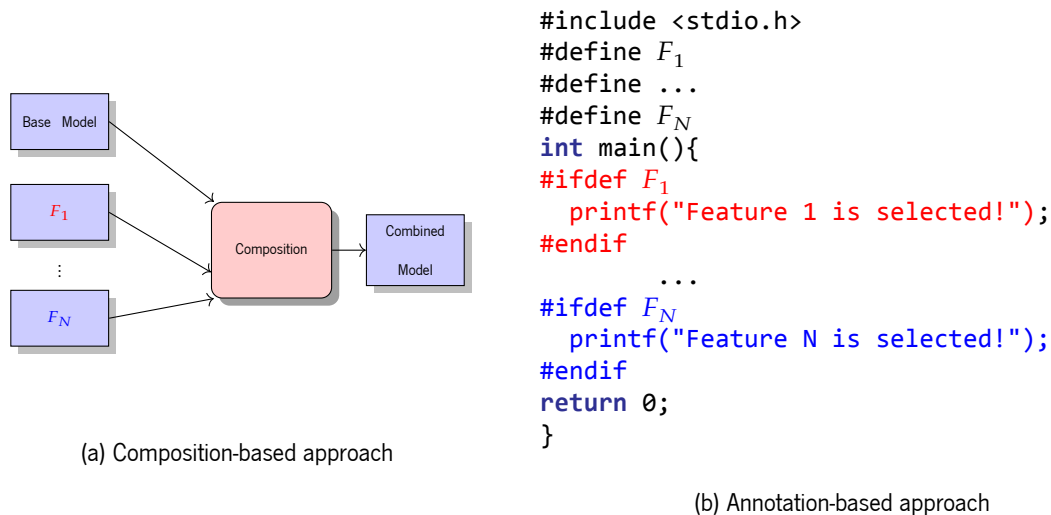 Base Model
F1
⋮
FN
Composition
Combined
Model
(a) Composition-based approach
#include <stdio.h>
#define F1
#define ...
#define FN
int main(){
#ifdef F1
printf("Feature 1 is selected!");
#endif
...
#ifdef FN
printf("Feature N is selected!");
#endif
return 0;
}
(b) Annotation-based approach